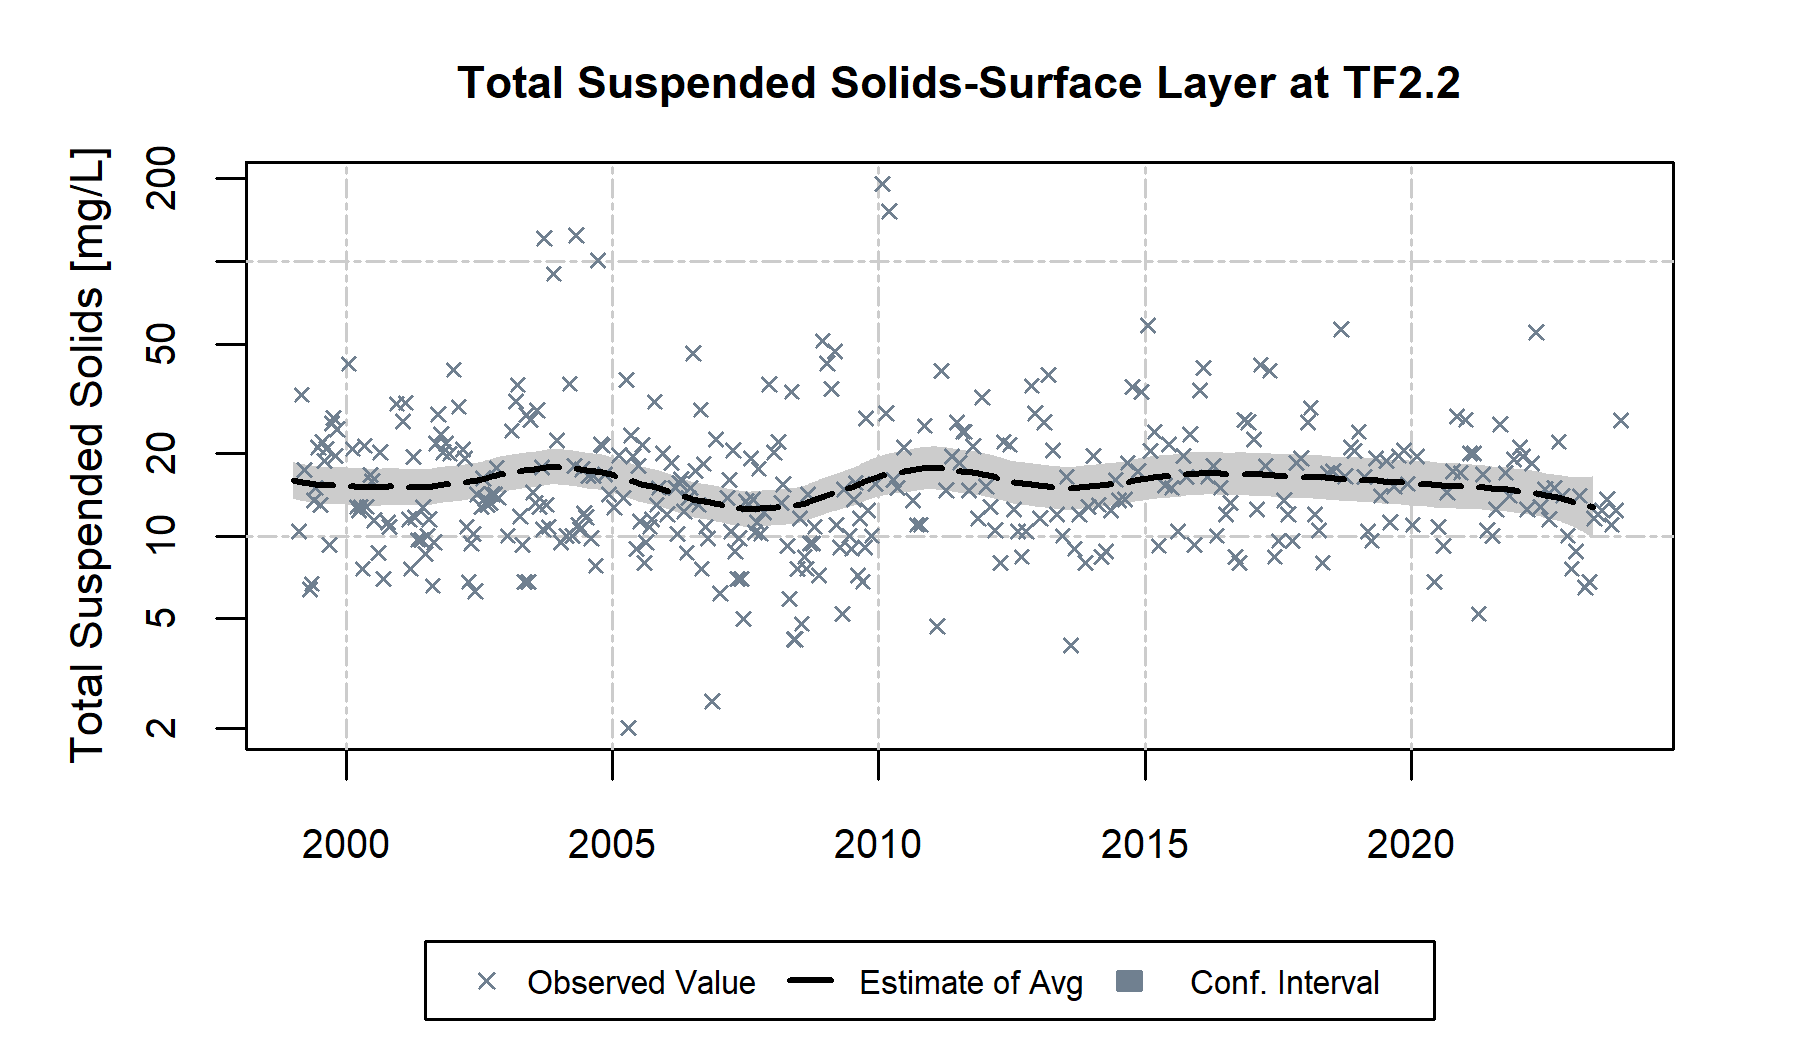 Total Suspended Solids-Surface Layer at TF2.2
Total Suspended Solids [mg/L]
200
50
20
10
5
2
2000 2005 2010 2015 2020
Observed Value Estimate of Avg Conf. Interval